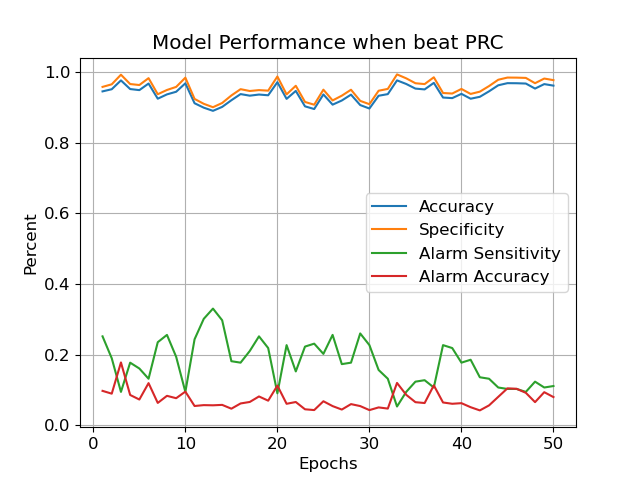 Model Performance when beat PRC
Percent
1.0
0.8
0.6
0.4
0.2
0.0
Accuracy
Specificity
Alarm Sensitivity
Alarm Accuracy
0 10 20 30 40 50
Epochs